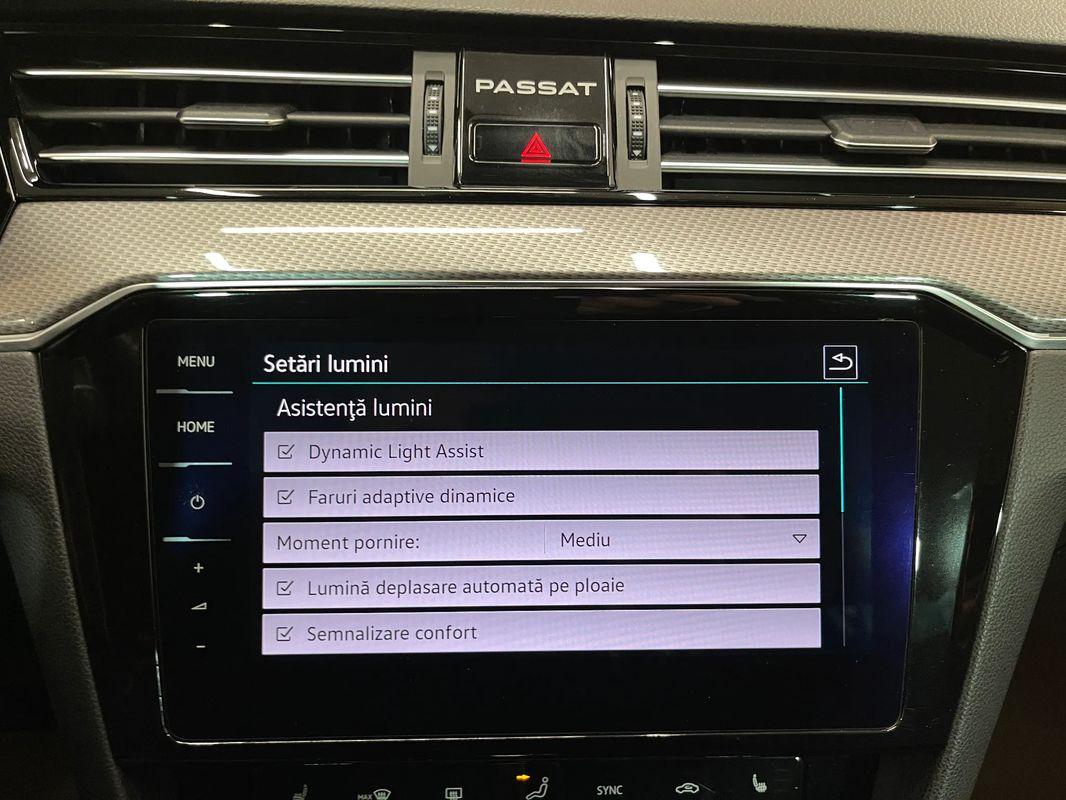 PASSAT
MENU
HOME
Setări lumini
Asistenţă lumini
Dynamic Light Assist
Faruri adaptive dinamice
Moment pornire: Mediu
Lumină deplasare automată pe ploaie
Semnalizare confort
+
−
MAX
SYNC